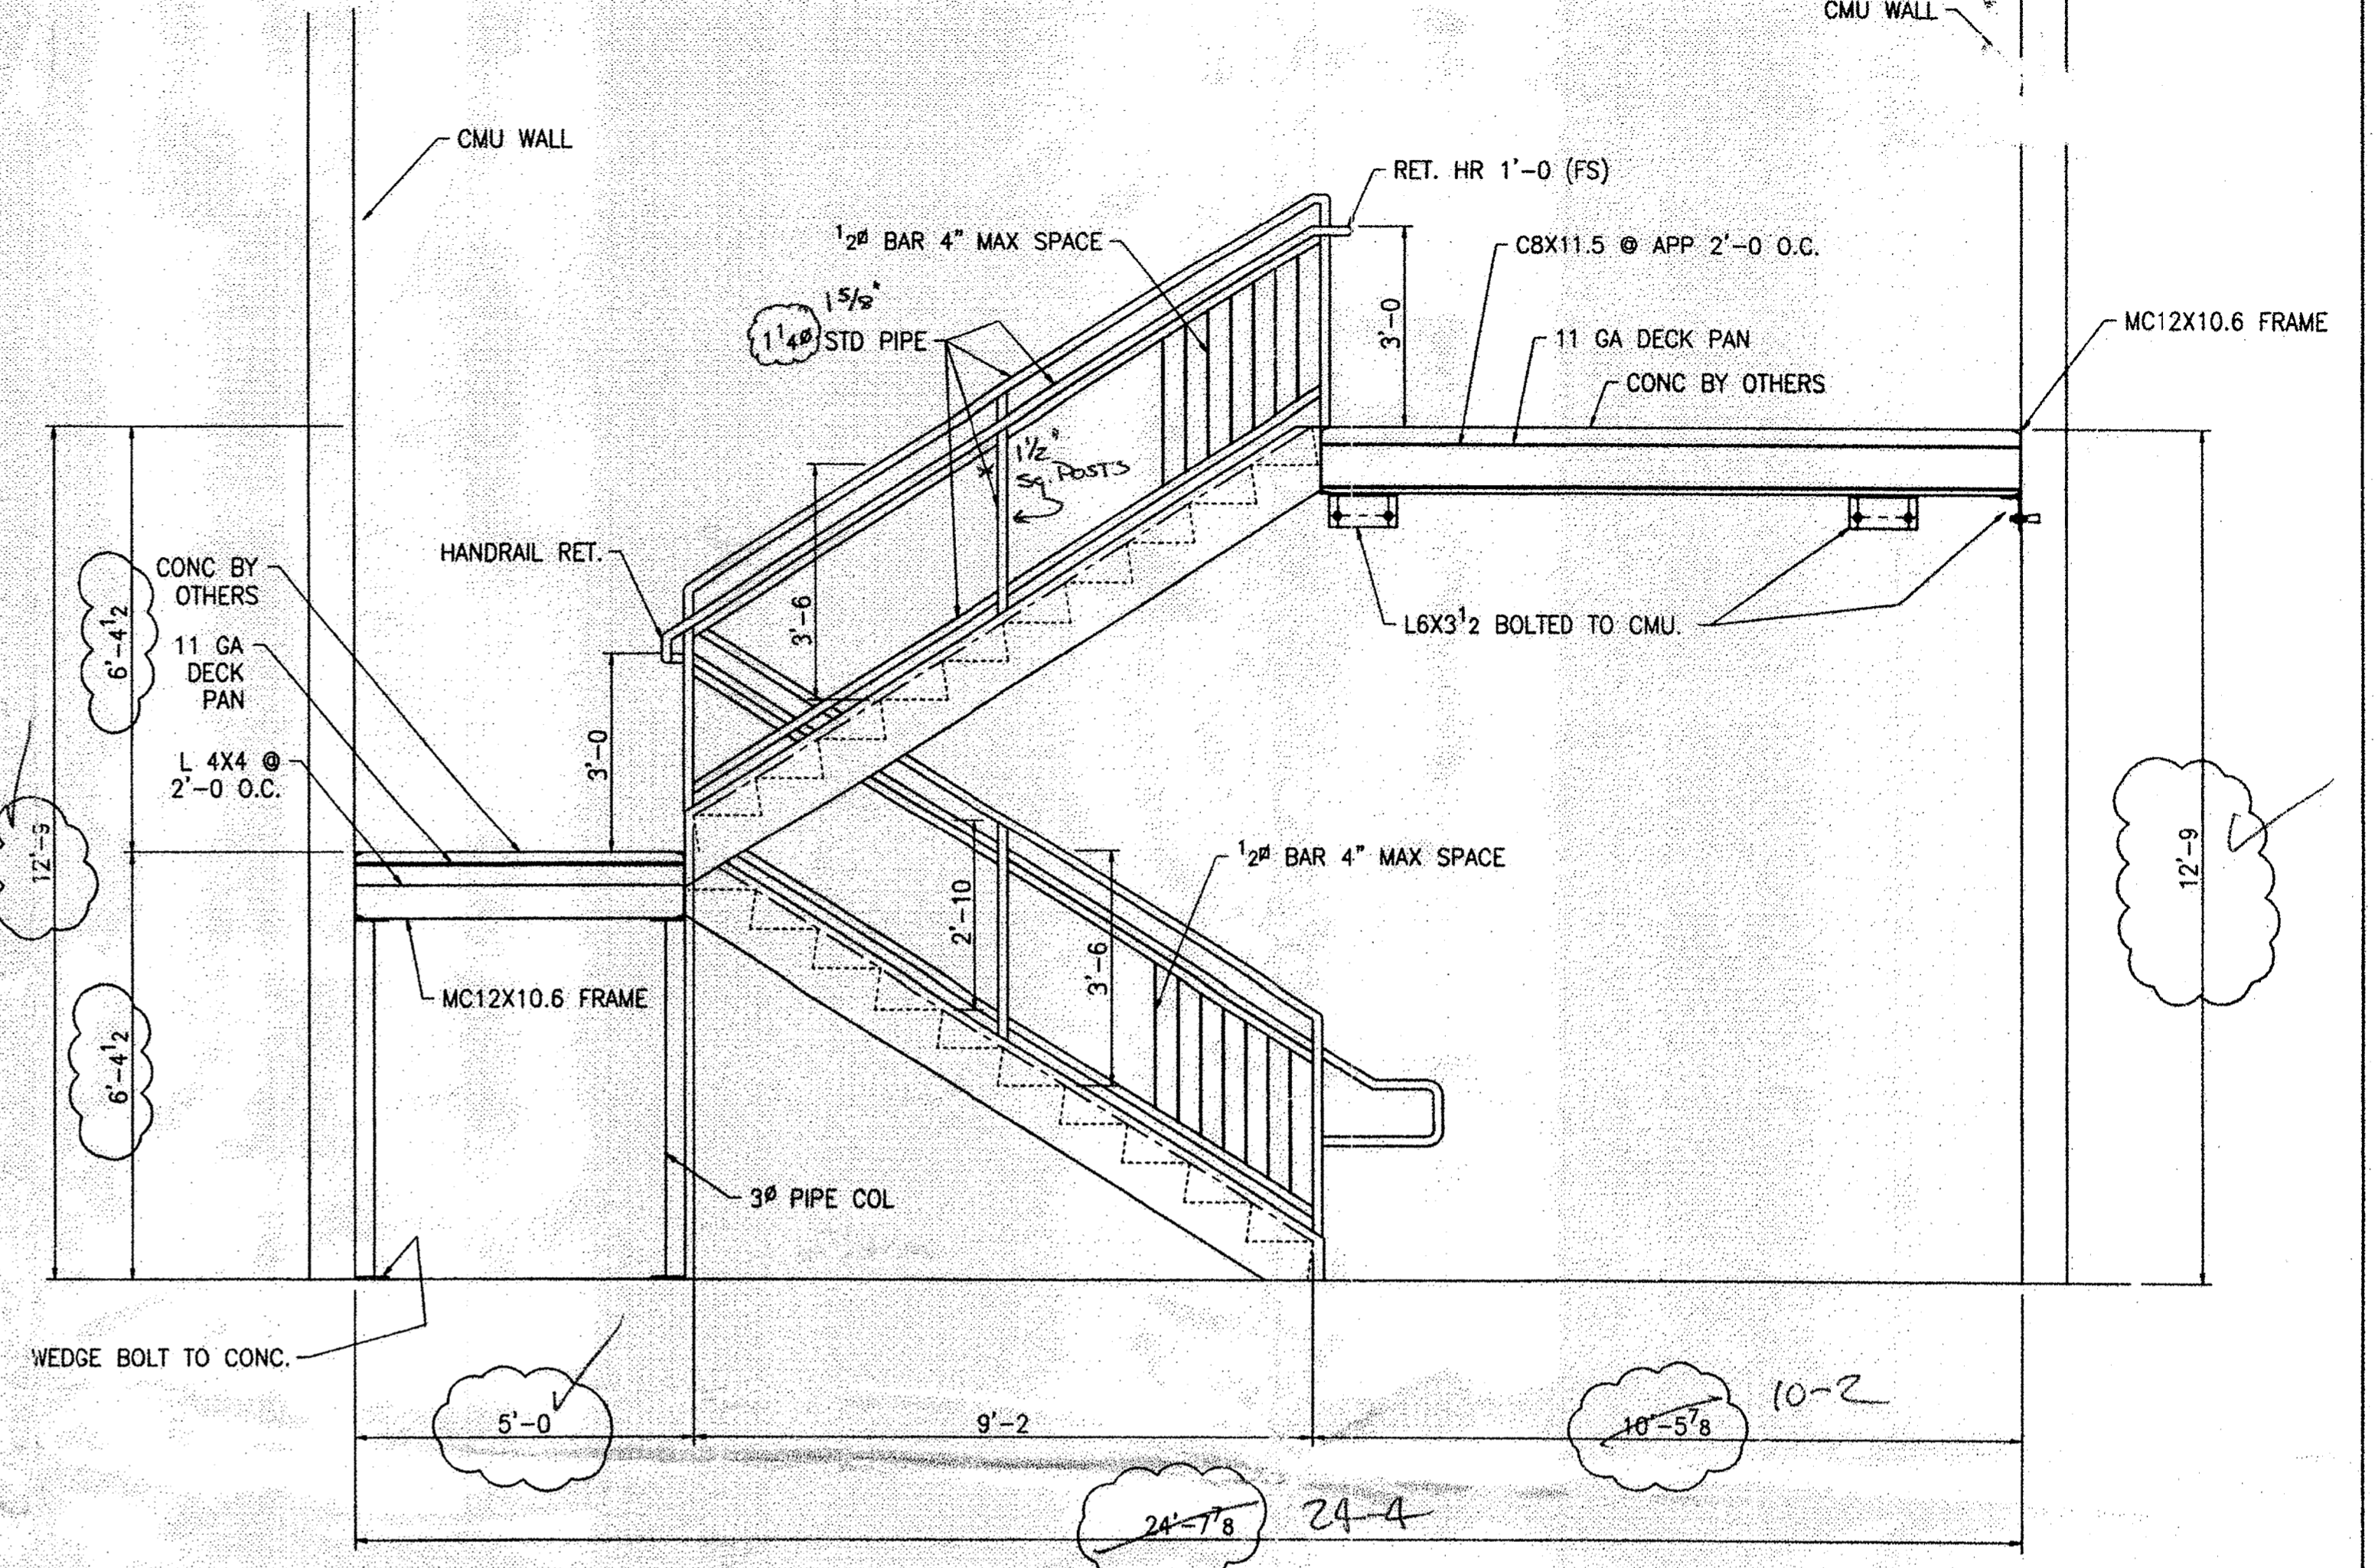 CMU WALL
CMU WALL
RET. HR 1'-0 (FS)
1/2ø BAR 4" MAX SPACE
C8X11.5 @ APP 2'-0 O.C.
1 5/8"
1 1/4ø STD PIPE
3'-0
11 GA DECK PAN
MC12X10.6 FRAME
CONC BY OTHERS
1 1/2"
Sq. POSTS
HANDRAIL RET.
3'-6
CONC BY
OTHERS
6'-4 1/2
11 GA
DECK
PAN
L6X3 1/2 BOLTED TO CMU.
3'-0
L 4X4 @
2'-0 O.C.
12'-9
12'-9
1/2ø BAR 4" MAX SPACE
2'-10
3'-6
MC12X10.6 FRAME
6'-4 1/2
3ø PIPE COL
WEDGE BOLT TO CONC.
5'-0
9'-2
10'-5 7/8
10-2
24'-7 7/8
24-4